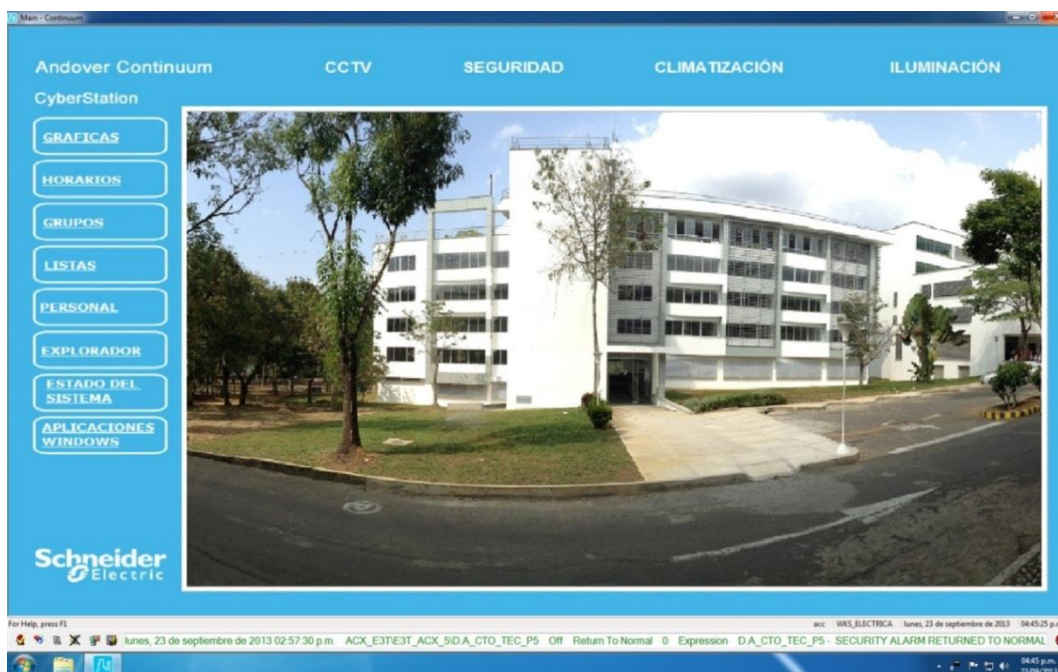 Main - Continuum
Andover Continuum
CCTV
SEGURIDAD
CLIMATIZACIÓN
ILUMINACIÓN
CyberStation
GRAFICAS
HORARIOS
GRUPOS
LISTAS
PERSONAL
EXPLORADOR
ESTADO DEL
SISTEMA
APLICACIONES
WINDOWS
Schneider
Electric
For Help, press F1
acc WKS_ELECTRICA lunes, 23 de septiembre de 2013 04:45:25 p.
lunes, 23 de septiembre de 2013 02:57:30 p.m. ACX_E3T\E3T_ACX_5\D.A_CTO_TEC_P5 Off Return To Normal 0 Expression D.A_CTO_TEC_P5 - SECURITY ALARM RETURNED TO NORMAL
04:45 p.m.